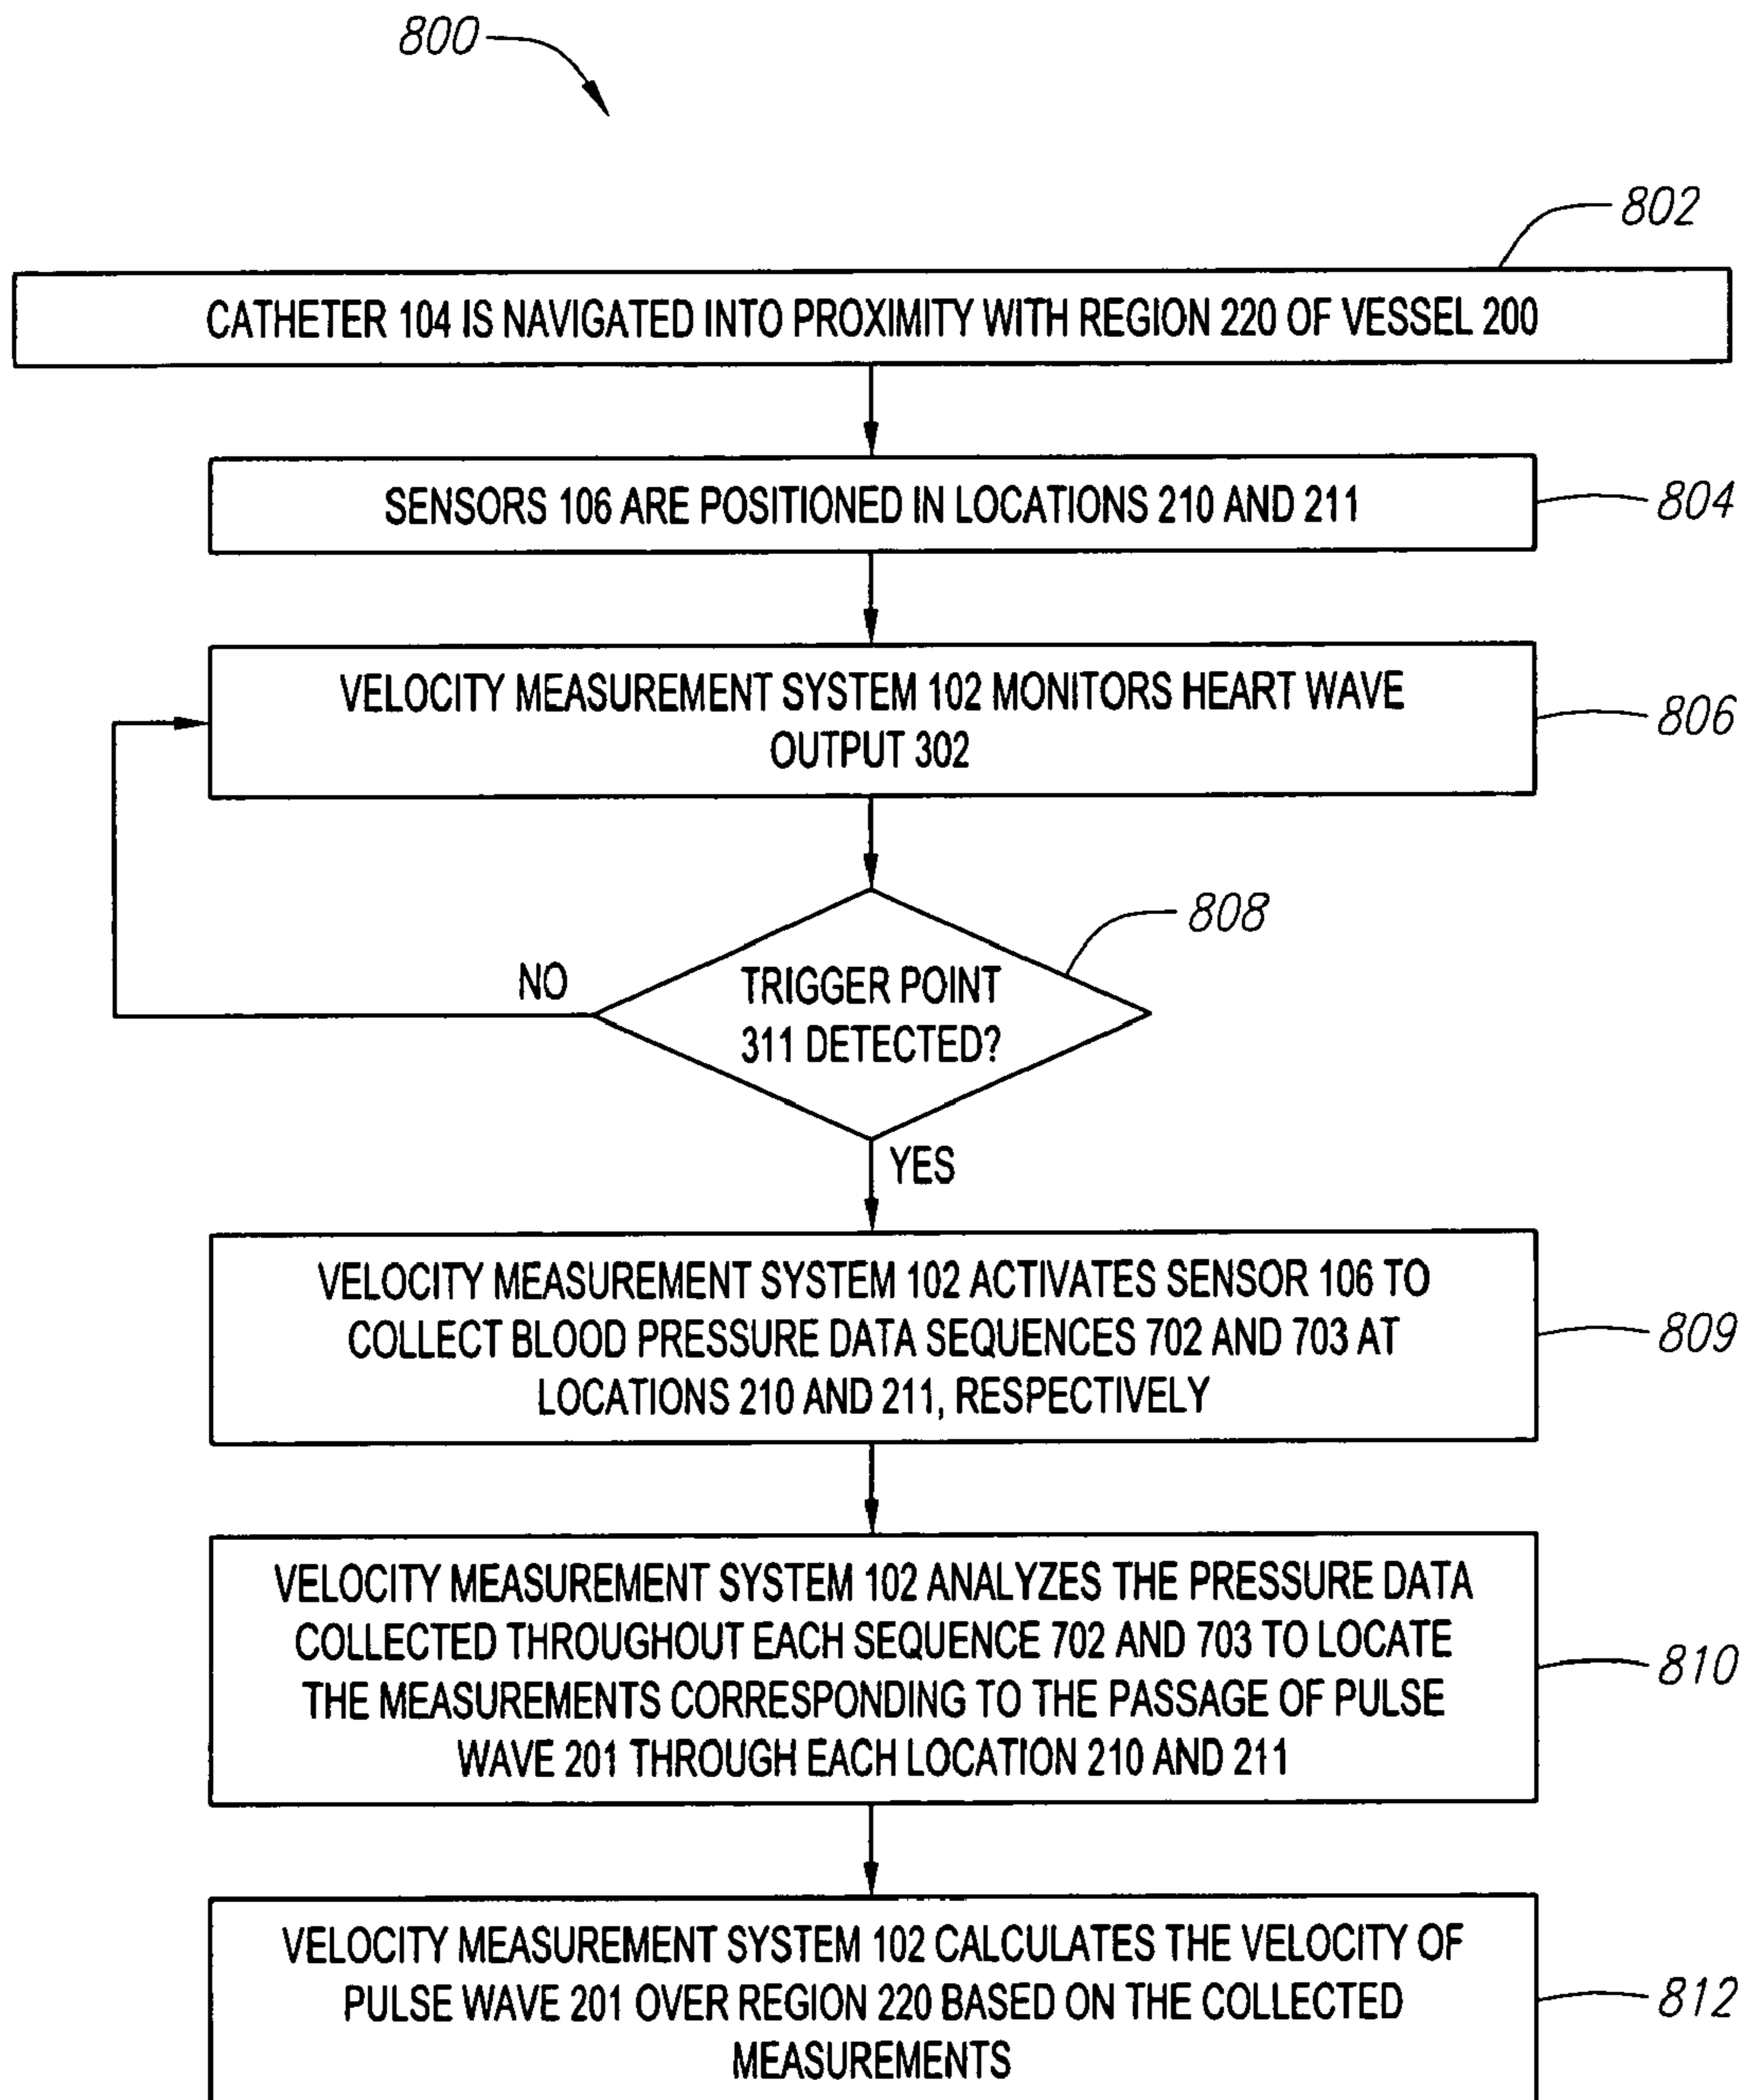 800
802
CATHETER 104 IS NAVIGATED INTO PROXIMITY WITH REGION 220 OF VESSEL 200
SENSORS 106 ARE POSITIONED IN LOCATIONS 210 AND 211
804
VELOCITY MEASUREMENT SYSTEM 102 MONITORS HEART WAVE
OUTPUT 302
806
808
NO
TRIGGER POINT
311 DETECTED?
YES
VELOCITY MEASUREMENT SYSTEM 102 ACTIVATES SENSOR 106 TO
COLLECT BLOOD PRESSURE DATA SEQUENCES 702 AND 703 AT
LOCATIONS 210 AND 211, RESPECTIVELY
809
VELOCITY MEASUREMENT SYSTEM 102 ANALYZES THE PRESSURE DATA
COLLECTED THROUGHOUT EACH SEQUENCE 702 AND 703 TO LOCATE
THE MEASUREMENTS CORRESPONDING TO THE PASSAGE OF PULSE
WAVE 201 THROUGH EACH LOCATION 210 AND 211
810
VELOCITY MEASUREMENT SYSTEM 102 CALCULATES THE VELOCITY OF
PULSE WAVE 201 OVER REGION 220 BASED ON THE COLLECTED
MEASUREMENTS
812